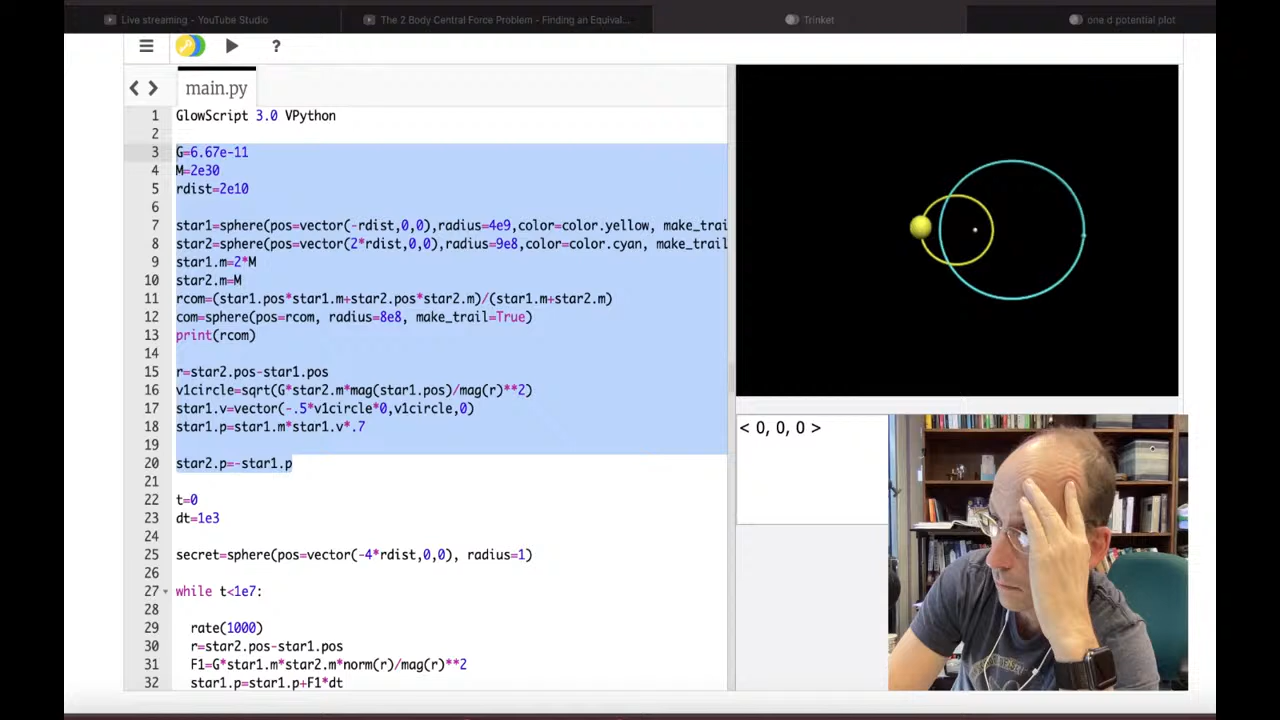 Live streaming - YouTube Studio
The 2 Body Central Force Problem - Finding an Equival...
Trinket
one d potential plot
?
main.py
1 GlowScript 3.0 VPython
2
3 G=6.67e-11
4 M=2e30
5 rdist=2e10
6
7 star1=sphere(pos=vector(-rdist,0,0),radius=4e9,color=color.yellow, make_trai
8 star2=sphere(pos=vector(2*rdist,0,0),radius=9e8,color=color.cyan, make_trail
9 star1.m=2*M
10 star2.m=M
11 rcom=(star1.pos*star1.m+star2.pos*star2.m)/(star1.m+star2.m)
12 com=sphere(pos=rcom, radius=8e8, make_trail=True)
13 print(rcom)
14
15 r=star2.pos-star1.pos
16 v1circle=sqrt(G*star2.m*mag(star1.pos)/mag(r)**2)
17 star1.v=vector(-.5*v1circle*0,v1circle,0)
18 star1.p=star1.m*star1.v*.7
19
20 star2.p=-star1.p
21
22 t=0
23 dt=1e3
24
25 secret=sphere(pos=vector(-4*rdist,0,0), radius=1)
26
27 while t<1e7:
28
29 rate(1000)
30 r=star2.pos-star1.pos
31 F1=G*star1.m*star2.m*norm(r)/mag(r)**2
32 star1.p=star1.p+F1*dt
< 0, 0, 0 >